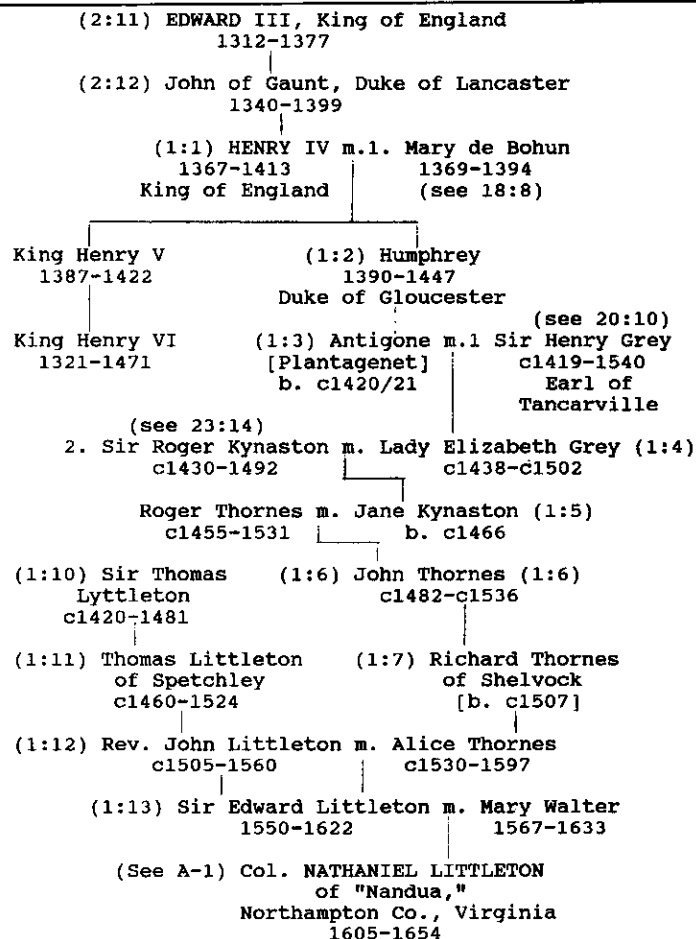 (2:11) EDWARD III, King of England
1312-1377
(2:12) John of Gaunt, Duke of Lancaster
1340-1399
(1:1) HENRY IV m.1. Mary de Bohun
1367-1413 1369-1394
King of England (see 18:8)
King Henry V (1:2) Humphrey
1387-1422 1390-1447
Duke of Gloucester
(see 20:10)
King Henry VI (1:3) Antigone m.1 Sir Henry Grey
1321-1471 [Plantagenet] c1419-1540
b. c1420/21 Earl of
Tancarville
(see 23:14)
2. Sir Roger Kynaston m. Lady Elizabeth Grey (1:4)
c1430-1492 c1438-c1502
Roger Thornes m. Jane Kynaston (1:5)
c1455-1531 b. c1466
(1:10) Sir Thomas (1:6) John Thornes (1:6)
Lyttleton c1482-c1536
c1420-1481
(1:11) Thomas Littleton (1:7) Richard Thornes
of Spetchley of Shelvock
c1460-1524 [b. c1507]
(1:12) Rev. John Littleton m. Alice Thornes
c1505-1560 c1530-1597
(1:13) Sir Edward Littleton m. Mary Walter
1550-1622 1567-1633
(See A-1) Col. NATHANIEL LITTLETON
of "Nandua,"
Northampton Co., Virginia
1605-1654